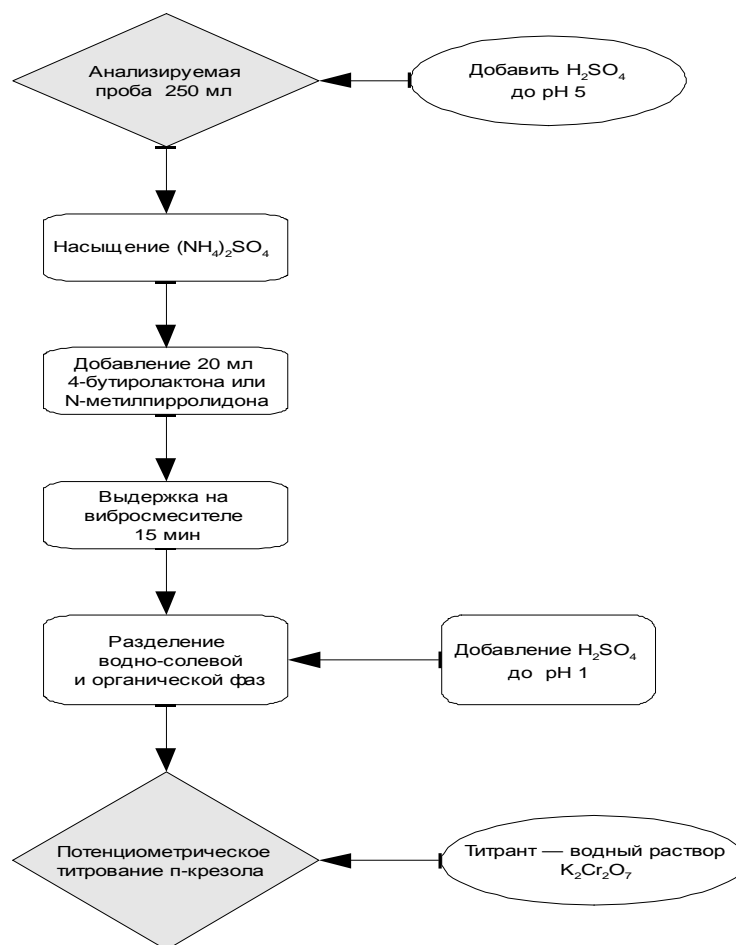 Анализируемая
проба 250 мл
Добавить H₂SO₄
до pH 5
Насыщение (NH₄)₂SO₄
Добавление 20 мл
4-бутиролактона или
N-метилпирролидона
Выдержка на
вибросмесителе
15 мин
Разделение
водно-солевой
и органической фаз
Добавление H₂SO₄
до pH 1
Потенциометрическое
титрование п-крезола
Титрант — водный раствор
K₂Cr₂O₇